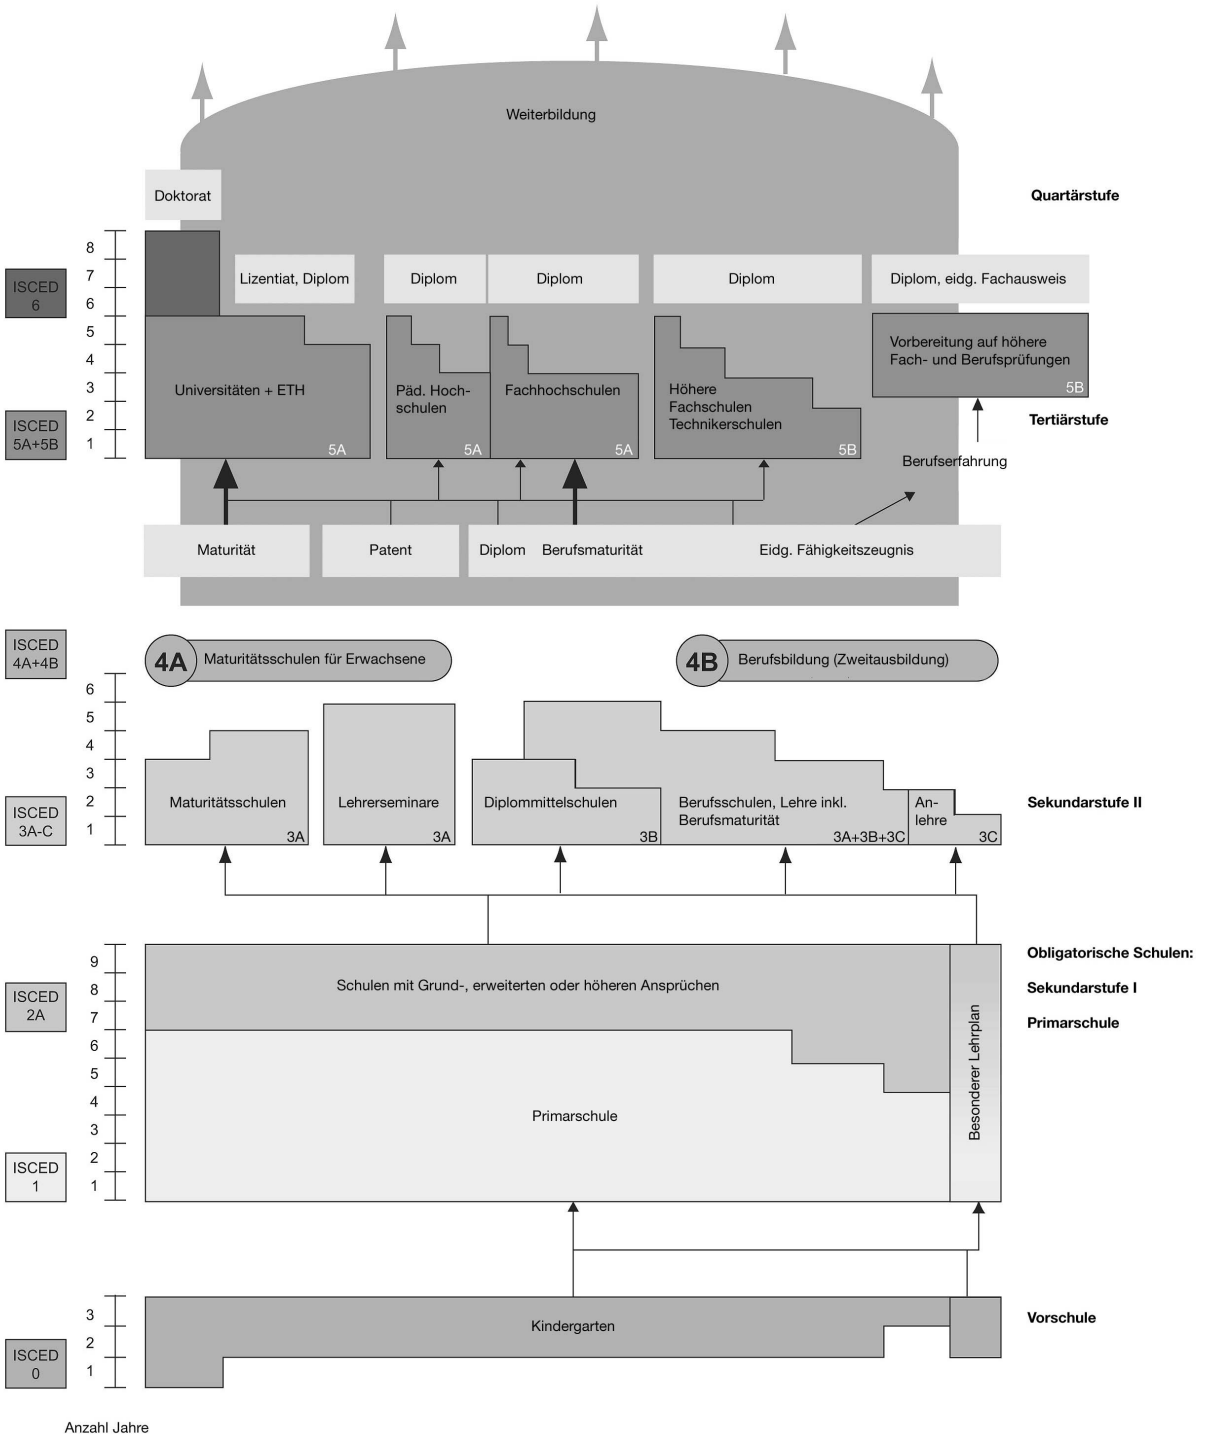 Weiterbildung
Doktorat
Quartärstufe
8
7
6
5
4
3
2
1
ISCED
6
Lizentiat, Diplom
Diplom
Diplom
Diplom
Diplom, eidg. Fachausweis
Vorbereitung auf höhere
Fach- und Berufsprüfungen
5B
Universitäten + ETH
5A
Päd. Hoch-
schulen
5A
Fachhochschulen
5A
Höhere
Fachschulen
Technikerschulen
5B
ISCED
5A+5B
Tertiärstufe
Berufserfahrung
Maturität
Patent
Diplom
Berufsmaturität
Eidg. Fähigkeitszeugnis
ISCED
4A+4B
4A
Maturitätsschulen für Erwachsene
4B
Berufsbildung (Zweitausbildung)
6
5
4
3
2
1
ISCED
3A-C
Maturitätsschulen
3A
Lehrerseminare
3A
Diplommittelschulen
3B
Berufsschulen, Lehre inkl.
Berufsmaturität
3A+3B+3C
An-
lehre
3C
Sekundarstufe II
9
8
7
6
5
4
3
2
1
ISCED
2A
Schulen mit Grund-, erweiterten oder höheren Ansprüchen
Obligatorische Schulen:
Sekundarstufe I
Primarschule
Primarschule
Besonderer Lehrplan
ISCED
1
3
2
1
ISCED
0
Kindergarten
Vorschule
Anzahl Jahre